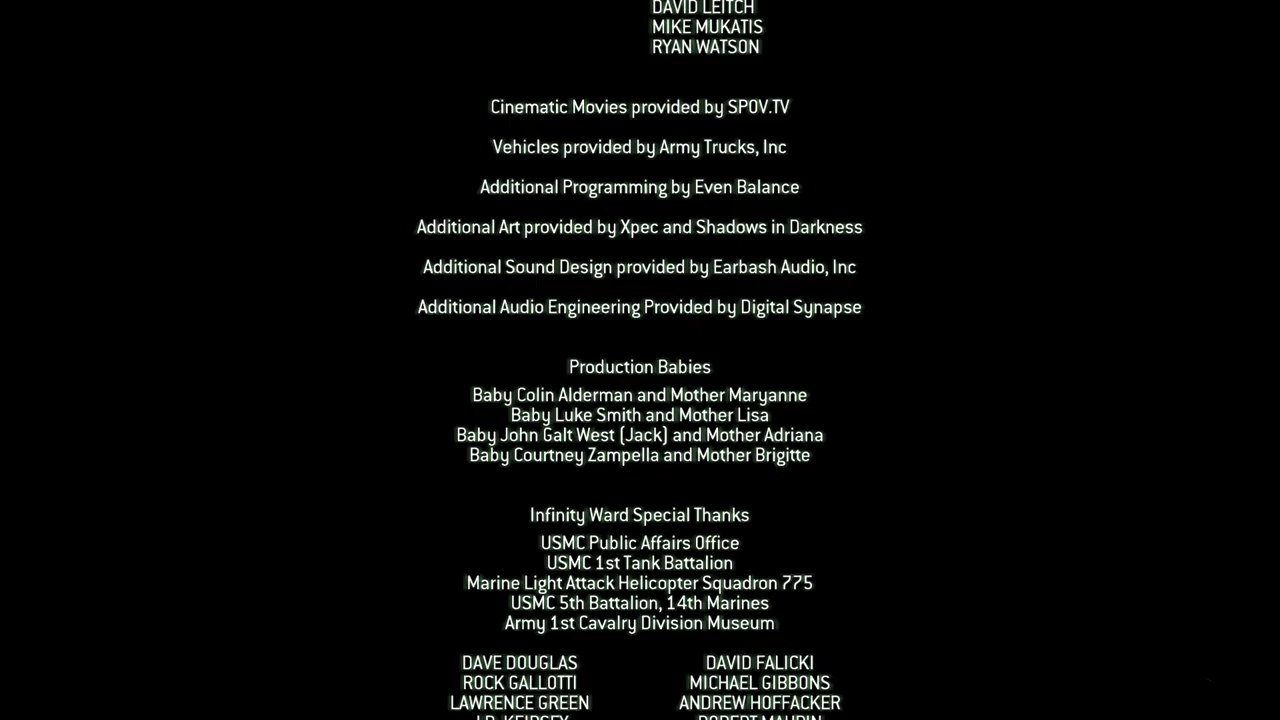 DAVID LEITCH
MIKE MUKATIS
RYAN WATSON
Cinematic Movies provided by SPOV.TV
Vehicles provided by Army Trucks, Inc
Additional Programming by Even Balance
Additional Art provided by Xpec and Shadows in Darkness
Additional Sound Design provided by Earbash Audio, Inc
Additional Audio Engineering Provided by Digital Synapse
Production Babies
Baby Colin Alderman and Mother Maryanne
Baby Luke Smith and Mother Lisa
Baby John Galt West (Jack) and Mother Adriana
Baby Courtney Zampella and Mother Brigitte
Infinity Ward Special Thanks
USMC Public Affairs Office
USMC 1st Tank Battalion
Marine Light Attack Helicopter Squadron 775
USMC 5th Battalion, 14th Marines
Army 1st Cavalry Division Museum
DAVE DOUGLAS DAVID FALICKI
ROCK GALLOTTI MICHAEL GIBBONS
LAWRENCE GREEN ANDREW HOFFACKER